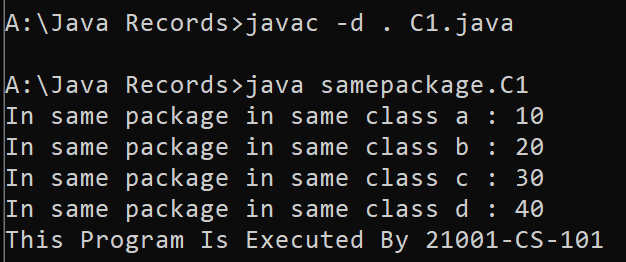 A:\Java Records>javac -d . C1.java
A:\Java Records>java samepackage.C1
In same package in same class a : 10
In same package in same class b : 20
In same package in same class c : 30
In same package in same class d : 40
This Program Is Executed By 21001-CS-101